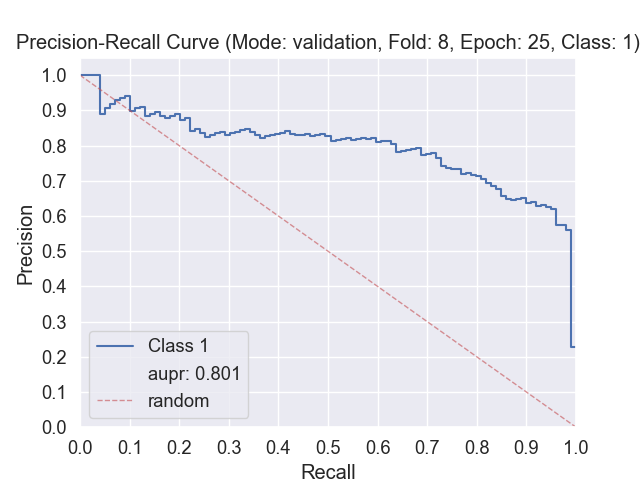 Precision-Recall Curve (Mode: validation, Fold: 8, Epoch: 25, Class: 1)
1.0
0.9
0.8
0.7
0.6
0.5
0.4
0.3
0.2
0.1
0.0
Precision
Class 1
aupr: 0.801
random
0.0 0.1 0.2 0.3 0.4 0.5 0.6 0.7 0.8 0.9 1.0
Recall